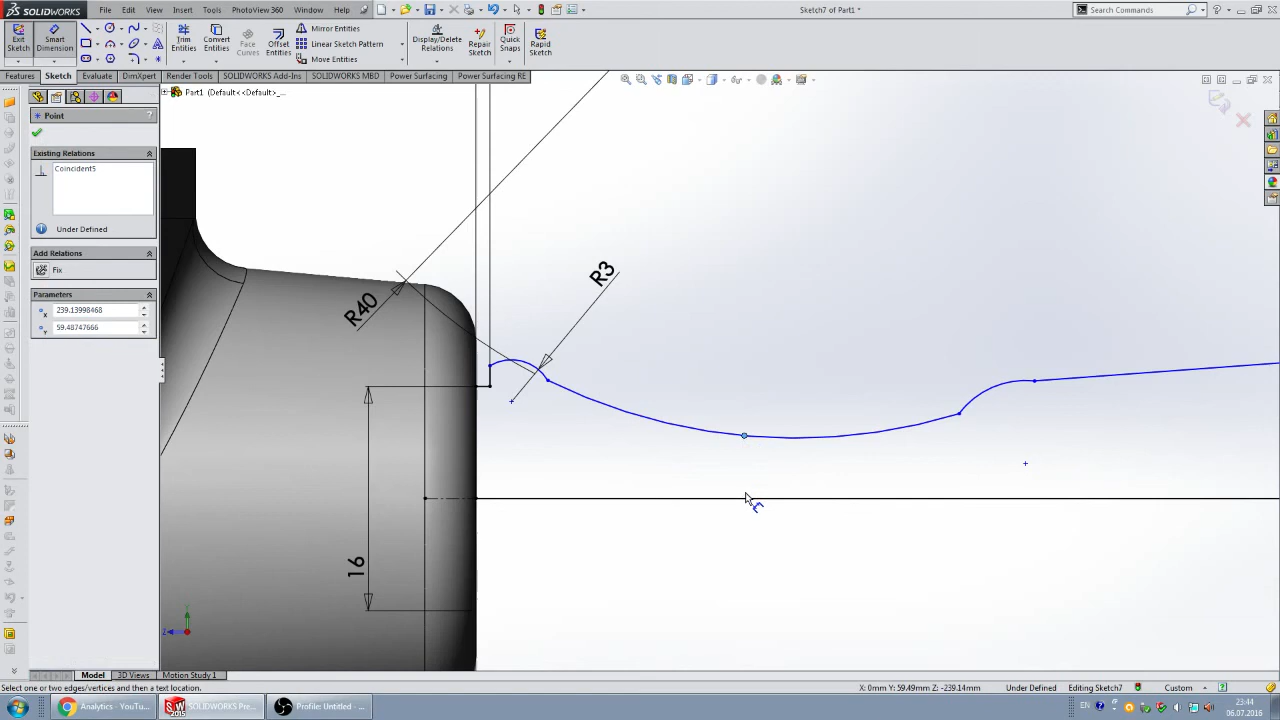 SOLIDWORKS
File Edit View Insert Tools PhotoView 360 Window Help
Sketch7 of Part1 *
Search Commands
Exit Sketch
Smart Dimension
Trim Entities
Convert Entities
Face Curves
Offset Entities
Mirror Entities
Linear Sketch Pattern
Move Entities
Display/Delete Relations
Repair Sketch
Quick Snaps
Rapid Sketch
Features Sketch Evaluate DimXpert Render Tools SOLIDWORKS Add-Ins SOLIDWORKS MBD Power Surfacing Power Surfacing RE
Part1 (Default<<Default>_...
Point ?
Existing Relations
Coincident5
Under Defined
Add Relations
Fix
Parameters
X 239.13998468
Y 59.48747666
R40
R3
16
Y
Z
Model 3D Views Motion Study 1
Select one or two edges/vertices and then a text location.
X: 0mm Y: 59.49mm Z: -239.14mm Under Defined Editing Sketch7 Custom
Analytics - YouTu...
SOLIDWORKS Pre...
Profile: Untitled - ...
2015
EN
23:44
06.07.2016